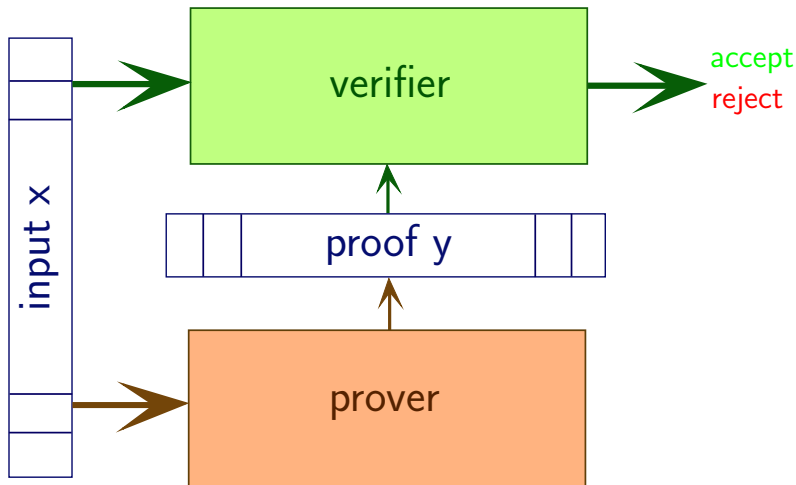 accept
verifier
reject
input x
proof y
prover